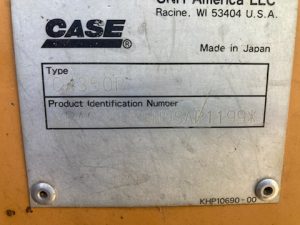 CNH America LLC
Racine, WI 53404 U.S.A.
CASE®
Made in Japan
Type
Product Identification Number
KHP10690-00